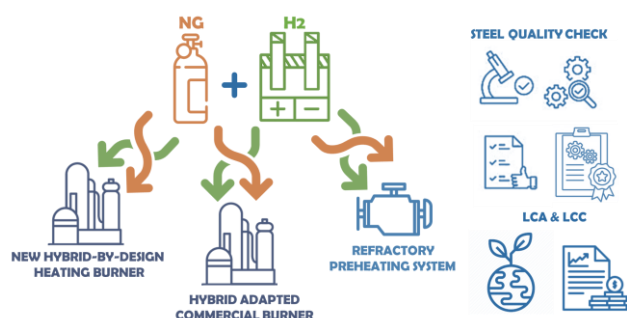 NG
H2
+
+ −
NEW HYBRID-BY-DESIGN
HEATING BURNER
HYBRID ADAPTED
COMMERCIAL BURNER
REFRACTORY
PREHEATING SYSTEM
STEEL QUALITY CHECK
LCA & LCC
$